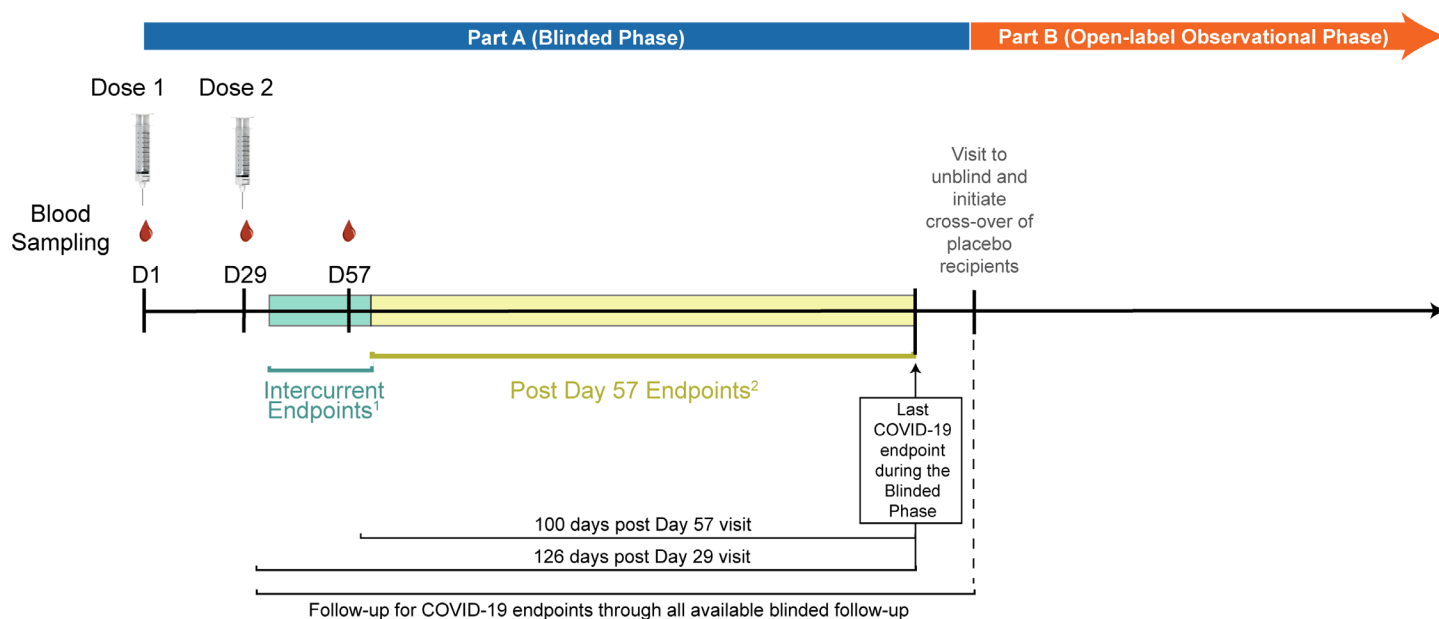 Part A (Blinded Phase)
Part B (Open-label Observational Phase)
Dose 1
Dose 2
Visit to
unblind and
initiate
cross-over of
placebo
recipients
Blood
Sampling
D1
D29
D57
Intercurrent
Endpoints¹
Post Day 57 Endpoints²
Last
COVID-19
endpoint
during the
Blinded
Phase
100 days post Day 57 visit
126 days post Day 29 visit
Follow-up for COVID-19 endpoints through all available blinded follow-up